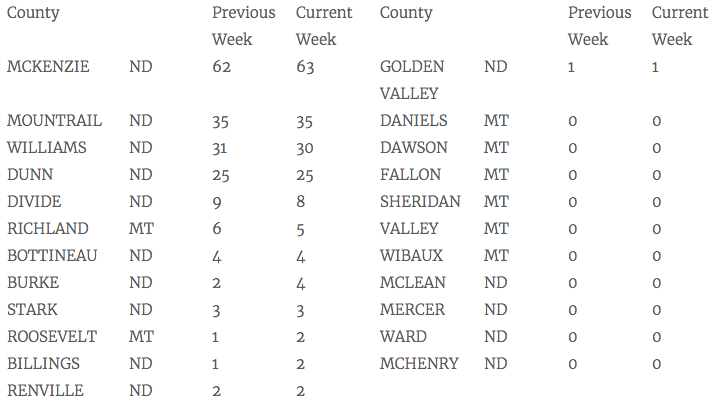 County Previous Current County Previous Current
Week Week Week Week
MCKENZIE ND 62 63 GOLDEN ND 1 1
VALLEY
MOUNTRAIL ND 35 35 DANIELS MT 0 0
WILLIAMS ND 31 30 DAWSON MT 0 0
DUNN ND 25 25 FALLON MT 0 0
DIVIDE ND 9 8 SHERIDAN MT 0 0
RICHLAND MT 6 5 VALLEY MT 0 0
BOTTINEAU ND 4 4 WIBAUX MT 0 0
BURKE ND 2 4 MCLEAN ND 0 0
STARK ND 3 3 MERCER ND 0 0
ROOSEVELT MT 1 2 WARD ND 0 0
BILLINGS ND 1 2 MCHENRY ND 0 0
RENVILLE ND 2 2